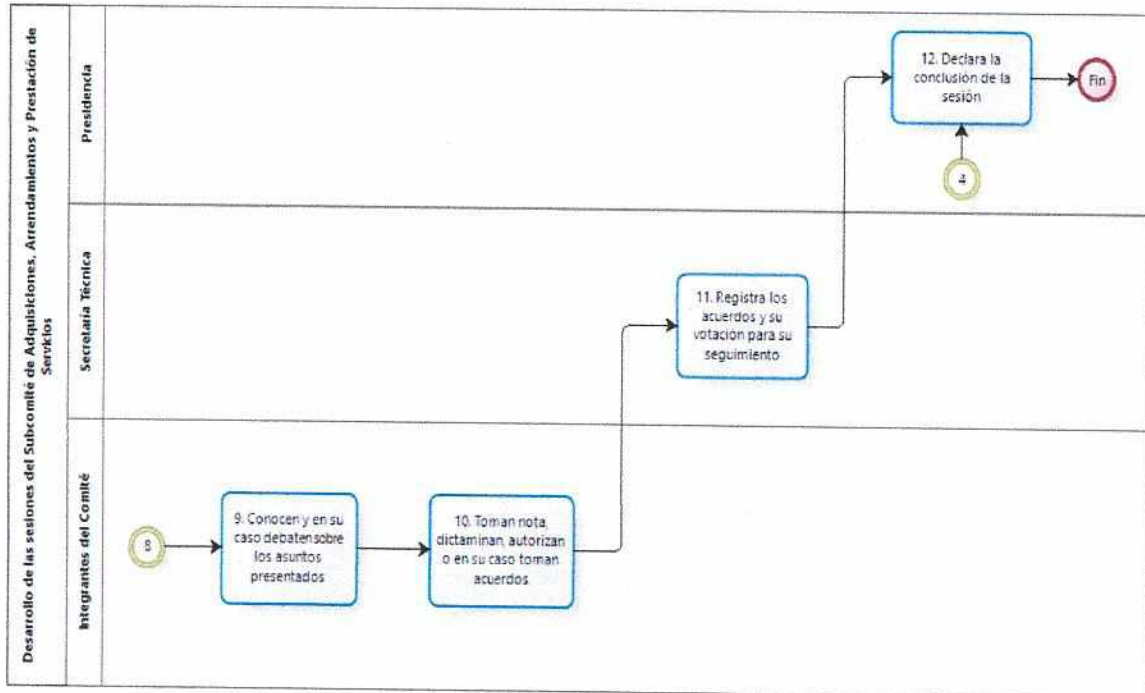 Desarrollo de las sesiones del Subcomité de Adquisiciones, Arrendamientos y Prestación de
Servicios
Presidencia
12. Declara la
conclusión de la
sesión
Fin
4
Secretaría Técnica
11. Registra los
acuerdos y su
votación para su
seguimiento
Integrantes del Comité
8
9. Conocen y en su
caso debaten sobre
los asuntos
presentados
10. Toman nota,
dictaminan, autorizan
o en su caso toman
acuerdos